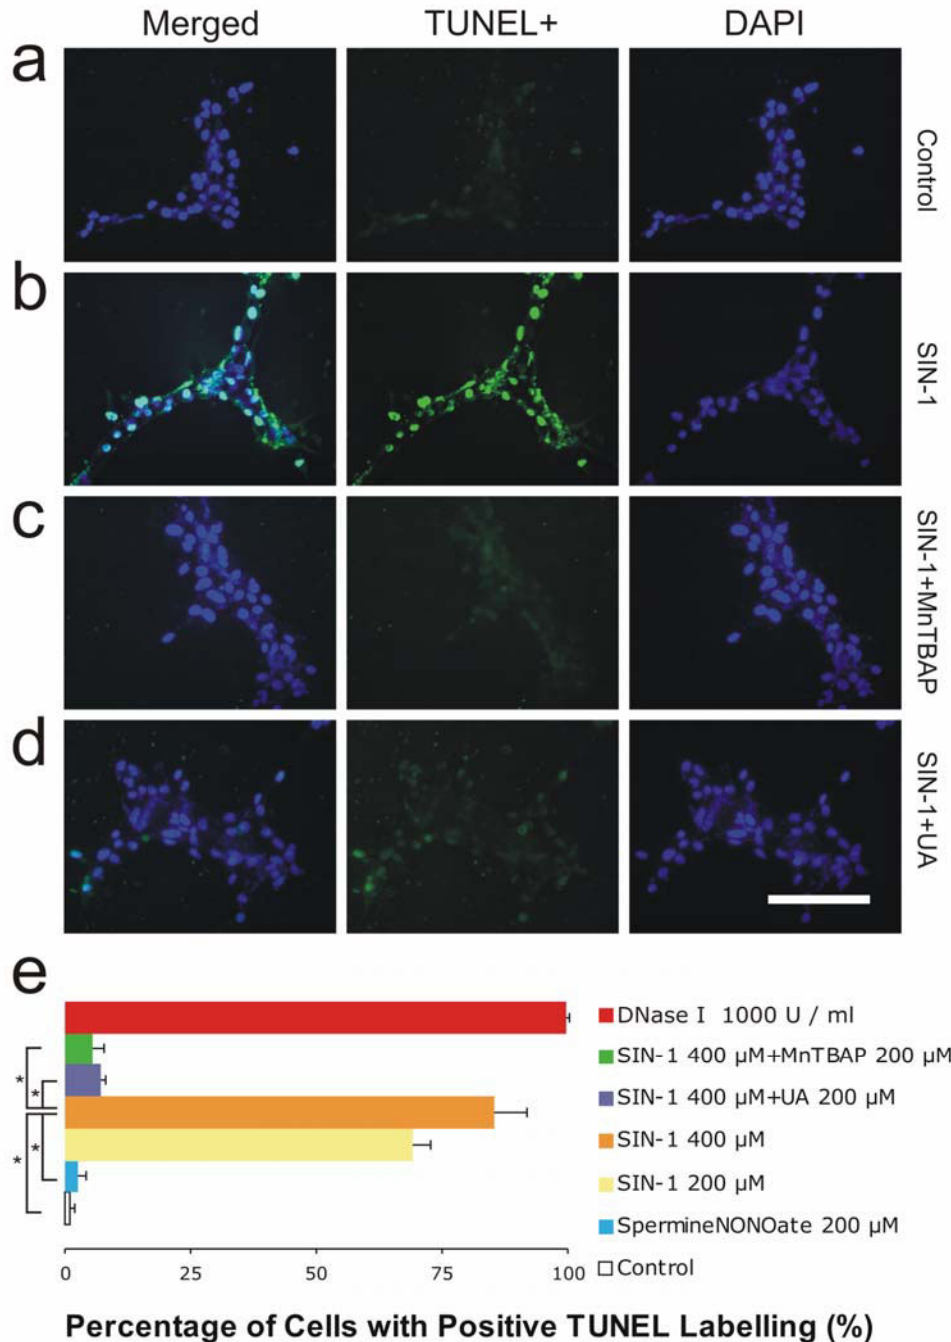 Merged TUNEL+ DAPI
a
Control
b
SIN-1
c
SIN-1+MnTBAP
d
SIN-1+UA
e
DNase I 1000 U / ml
SIN-1 400 µM+MnTBAP 200 µM
SIN-1 400 µM+UA 200 µM
SIN-1 400 µM
SIN-1 200 µM
SpermineNONOate 200 µM
Control
*
*
*
*
0 25 50 75 100
Percentage of Cells with Positive TUNEL Labelling (%)